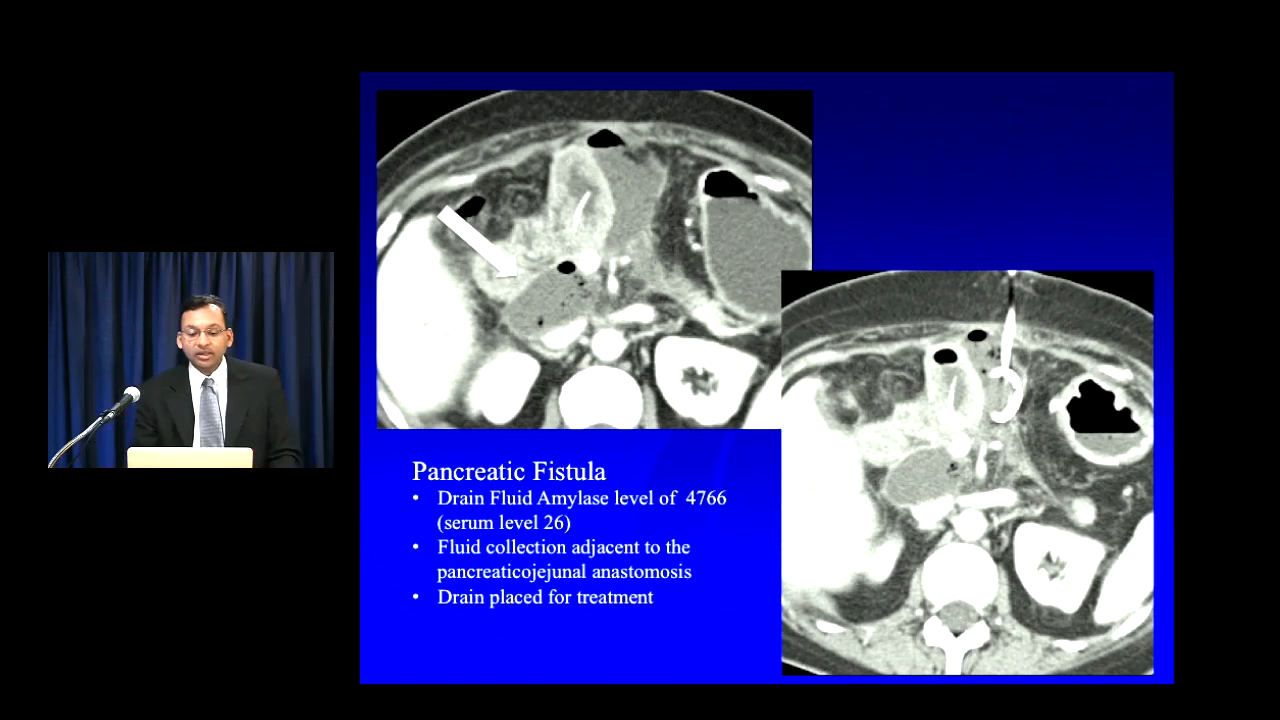 Pancreatic Fistula
• Drain Fluid Amylase level of 4766
(serum level 26)
• Fluid collection adjacent to the
pancreaticojejunal anastomosis
• Drain placed for treatment